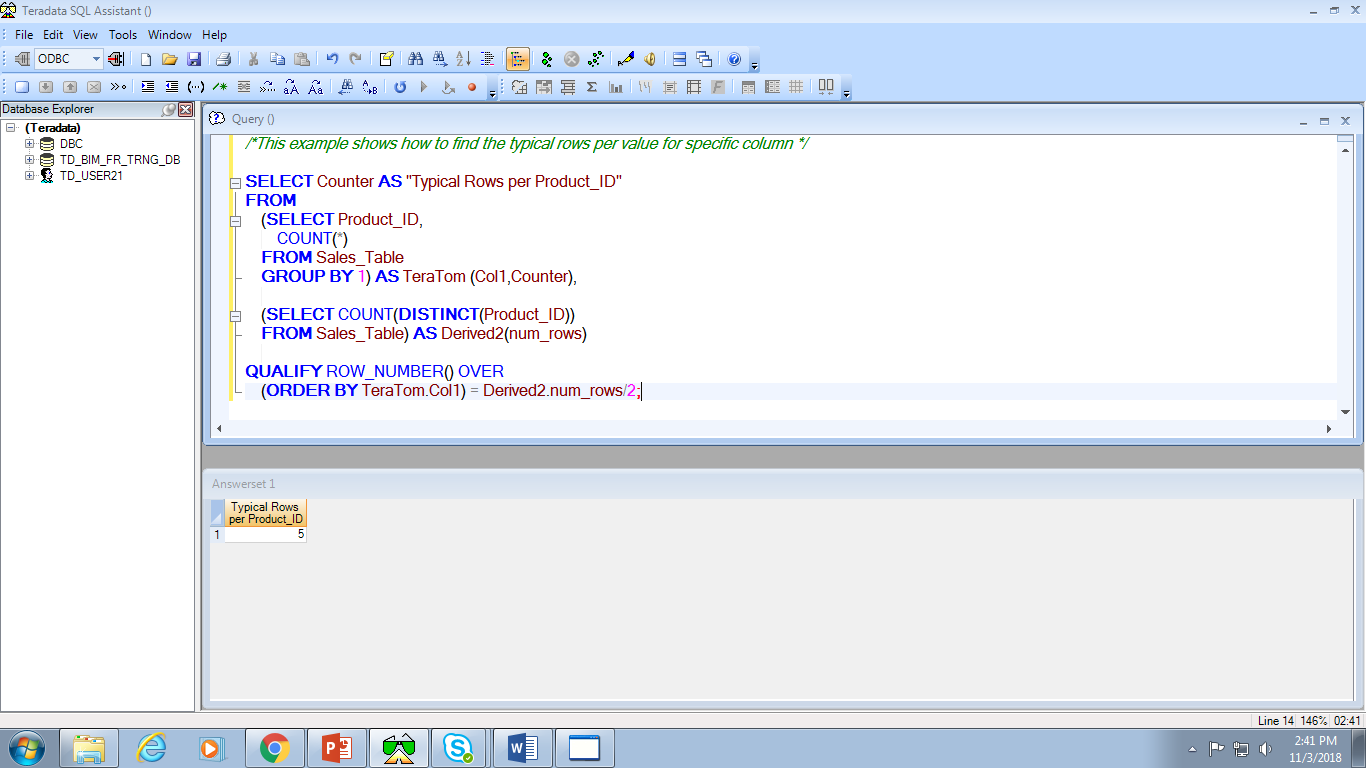 Teradata SQL Assistant ()
File Edit View Tools Window Help
ODBC
Database Explorer
(Teradata)
DBC
TD_BIM_FR_TRNG_DB
TD_USER21
Query ()
/*This example shows how to find the typical rows per value for specific column */
SELECT Counter AS "Typical Rows per Product_ID"
FROM
(SELECT Product_ID,
COUNT(*)
FROM Sales_Table
GROUP BY 1) AS TeraTom (Col1,Counter),
(SELECT COUNT(DISTINCT(Product_ID))
FROM Sales_Table) AS Derived2(num_rows)
QUALIFY ROW_NUMBER() OVER
(ORDER BY TeraTom.Col1) = Derived2.num_rows/2;
Answerset 1
Typical Rows
per Product_ID
1 5
Line 14 146% 02:41
2:41 PM
11/3/2018